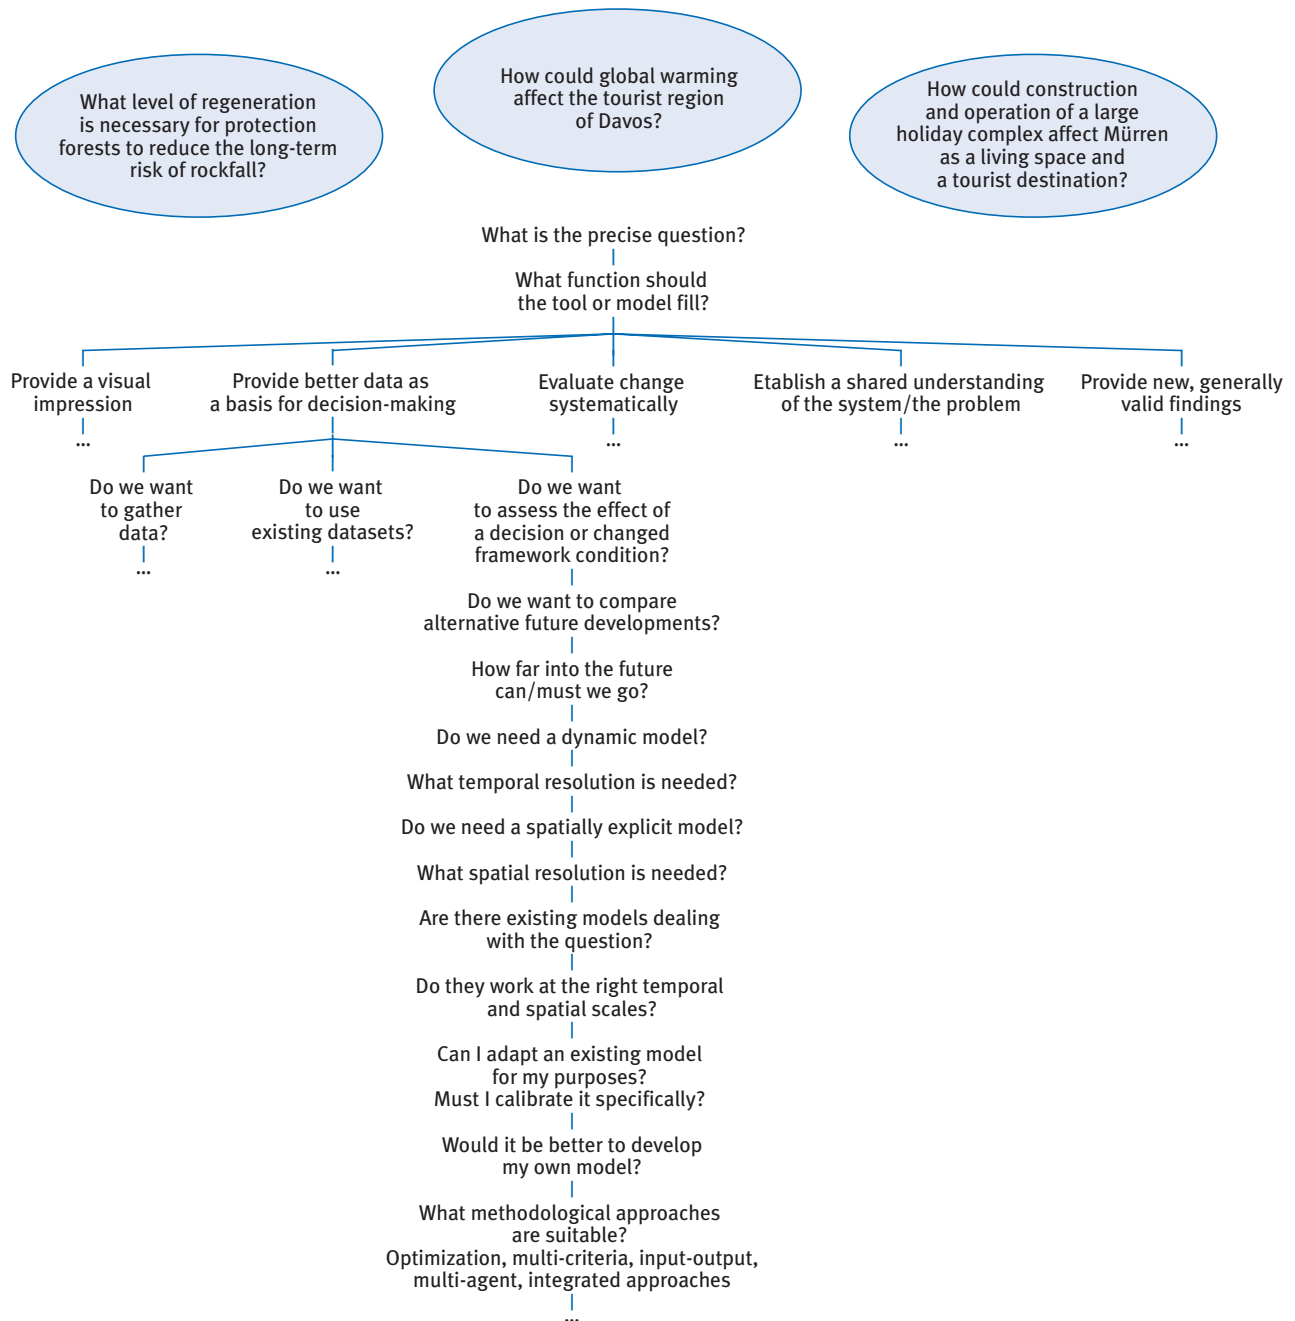 What level of regeneration
is necessary for protection
forests to reduce the long-term
risk of rockfall?
How could global warming
affect the tourist region
of Davos?
How could construction
and operation of a large
holiday complex affect Mürren
as a living space and
a tourist destination?
What is the precise question?
What function should
the tool or model fill?
Provide a visual
impression
...
Provide better data as
a basis for decision-making
Evaluate change
systematically
...
Etablish a shared understanding
of the system/the problem
...
Provide new, generally
valid findings
...
Do we want
to gather
data?
...
Do we want
to use
existing datasets?
...
Do we want
to assess the effect of
a decision or changed
framework condition?
Do we want to compare
alternative future developments?
How far into the future
can/must we go?
Do we need a dynamic model?
What temporal resolution is needed?
Do we need a spatially explicit model?
What spatial resolution is needed?
Are there existing models dealing
with the question?
Do they work at the right temporal
and spatial scales?
Can I adapt an existing model
for my purposes?
Must I calibrate it specifically?
Would it be better to develop
my own model?
What methodological approaches
are suitable?
Optimization, multi-criteria, input-output,
multi-agent, integrated approaches
...